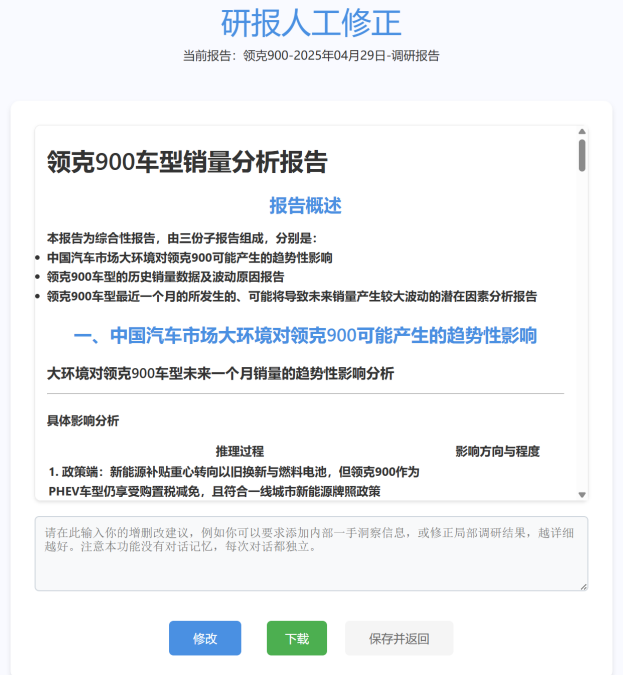 研报人工修正
当前报告：领克900-2025年04月29日-调研报告
领克900车型销量分析报告
报告概述
本报告为综合性报告，由三份子报告组成，分别是：
中国汽车市场大环境对领克900可能产生的趋势性影响
领克900车型的历史销量数据及波动原因报告
领克900车型最近一个月的所发生的、可能将导致未来销量产生较大波动的潜在因素分析报告
一、中国汽车市场大环境对领克900可能产生的趋势性影响
大环境对领克900车型未来一个月销量的趋势性影响分析
具体影响分析
推理过程 影响方向与程度
1. 政策端：新能源补贴重心转向以旧换新与燃料电池，但领克900作为
PHEV车型仍享受购置税减免，且符合一线城市新能源牌照政策
请在此输入你的增删改建议，例如你可以要求添加内部一手洞察信息，或修正局部调研结果，越详细
越好。注意本功能没有对话记忆，每次对话都独立。
修改 下载 保存并返回